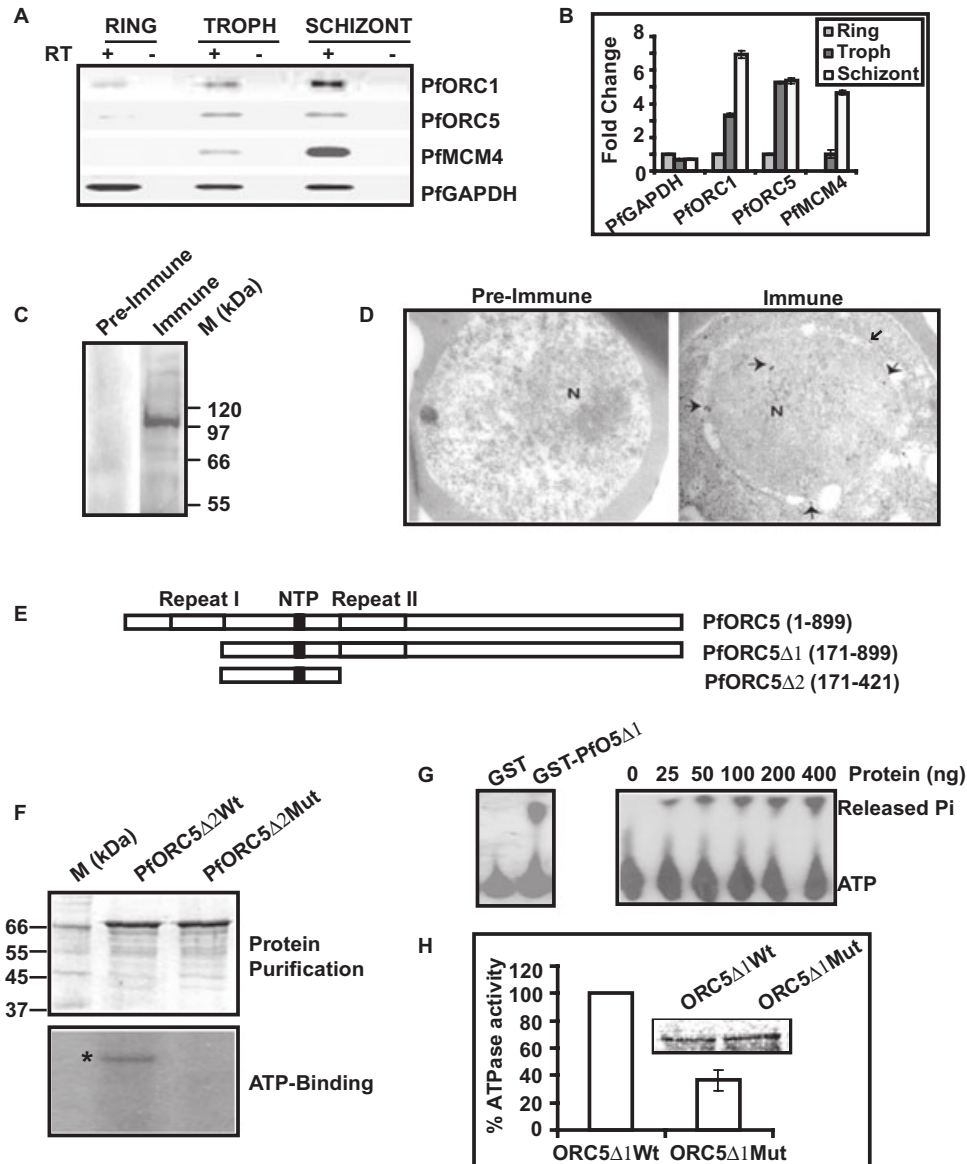 A
RING TROPH SCHIZONT
RT + - + - + -
PfORC1
PfORC5
PfMCM4
PfGAPDH
B
Fold Change
8
6
4
2
0
Ring
Troph
Schizont
PfGAPDH
PfORC1
PfORC5
PfMCM4
C
Pre-Immune
Immune
M (kDa)
120
97
66
55
D
Pre-Immune Immune
N
N
E
Repeat I NTP Repeat II
PfORC5 (1-899)
PfORC5Δ1 (171-899)
PfORC5Δ2 (171-421)
F
M (kDa)
PfORC5Δ2Wt
PfORC5Δ2Mut
66
55
45
37
Protein
Purification
*
ATP-Binding
G
GST
GST-PfO5Δ1
0 25 50 100 200 400 Protein (ng)
Released Pi
ATP
H
% ATPase activity
120
100
80
60
40
20
0
ORC5Δ1Wt
ORC5Δ1Mut
ORC5Δ1Wt ORC5Δ1Mut